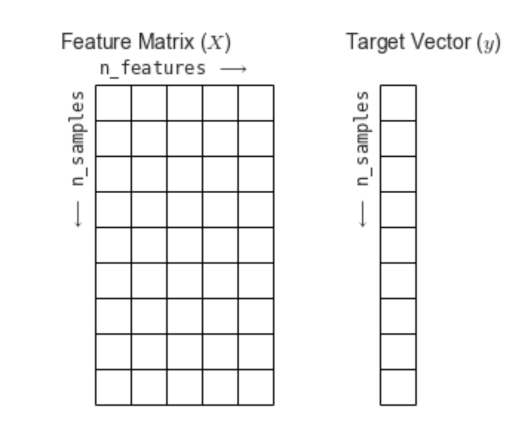 Feature Matrix (X)
n_features ⟶
⟵ n_samples
Target Vector (y)
⟵ n_samples